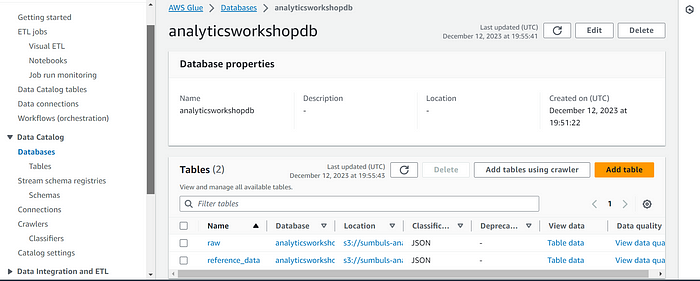 Getting started
ETL jobs
Visual ETL
Notebooks
Job run monitoring
Data Catalog tables
Data connections
Workflows (orchestration)
Data Catalog
Databases
Tables
Stream schema registries
Schemas
Connections
Crawlers
Classifiers
Catalog settings
Data Integration and ETL
AWS Glue > Databases > analyticsworkshopdb
analyticsworkshopdb
Last updated (UTC)
December 12, 2023 at 19:55:41
Edit
Delete
Database properties
Name
analyticsworkshopdb
Description
-
Location
-
Created on (UTC)
December 12, 2023 at
19:51:22
Tables (2)
Last updated (UTC)
December 12, 2023 at 19:55:43
Delete
Add tables using crawler
Add table
View and manage all available tables.
Filter tables
1
Name Database Location Classific... Depreca... View data Data quality
raw analyticsworkshc s3://sumbuls-ana JSON - Table data View data qua
reference_data analyticsworkshc s3://sumbuls-ana JSON - Table data View data qua